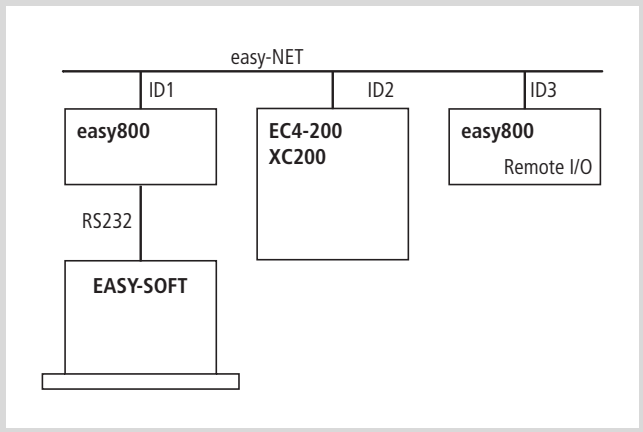 easy-NET
ID1
ID2
ID3
easy800
EC4-200
XC200
easy800
Remote I/O
RS232
EASY-SOFT